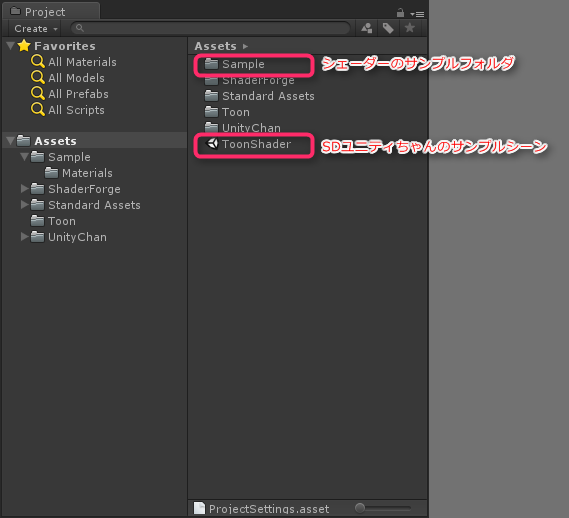 Project
Create
Favorites
All Materials
All Models
All Prefabs
All Scripts
Assets
Sample
Materials
ShaderForge
Standard Assets
Toon
UnityChan
Assets
Sample
シェーダーのサンプルフォルダ
ShaderForge
Standard Assets
Toon
UnityChan
ToonShader
SDユニティちゃんのサンプルシーン
ProjectSettings.asset